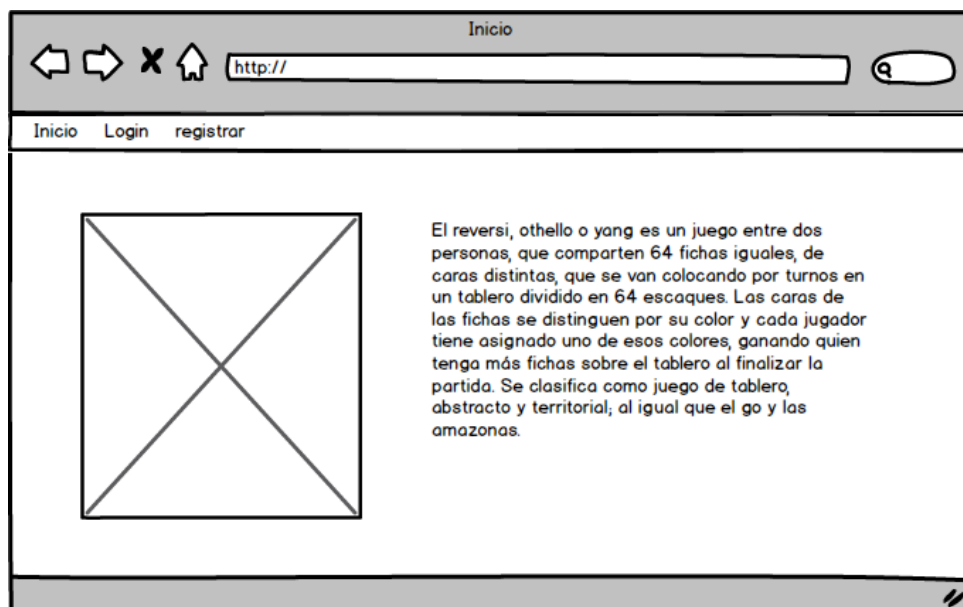 Inicio
http://
Inicio Login registrar
El reversi, othello o yang es un juego entre dos
personas, que comparten 64 fichas iguales, de
caras distintas, que se van colocando por turnos en
un tablero dividido en 64 escaques. Las caras de
las fichas se distinguen por su color y cada jugador
tiene asignado uno de esos colores, ganando quien
tenga más fichas sobre el tablero al finalizar la
partida. Se clasifica como juego de tablero,
abstracto y territorial; al igual que el go y las
amazonas.